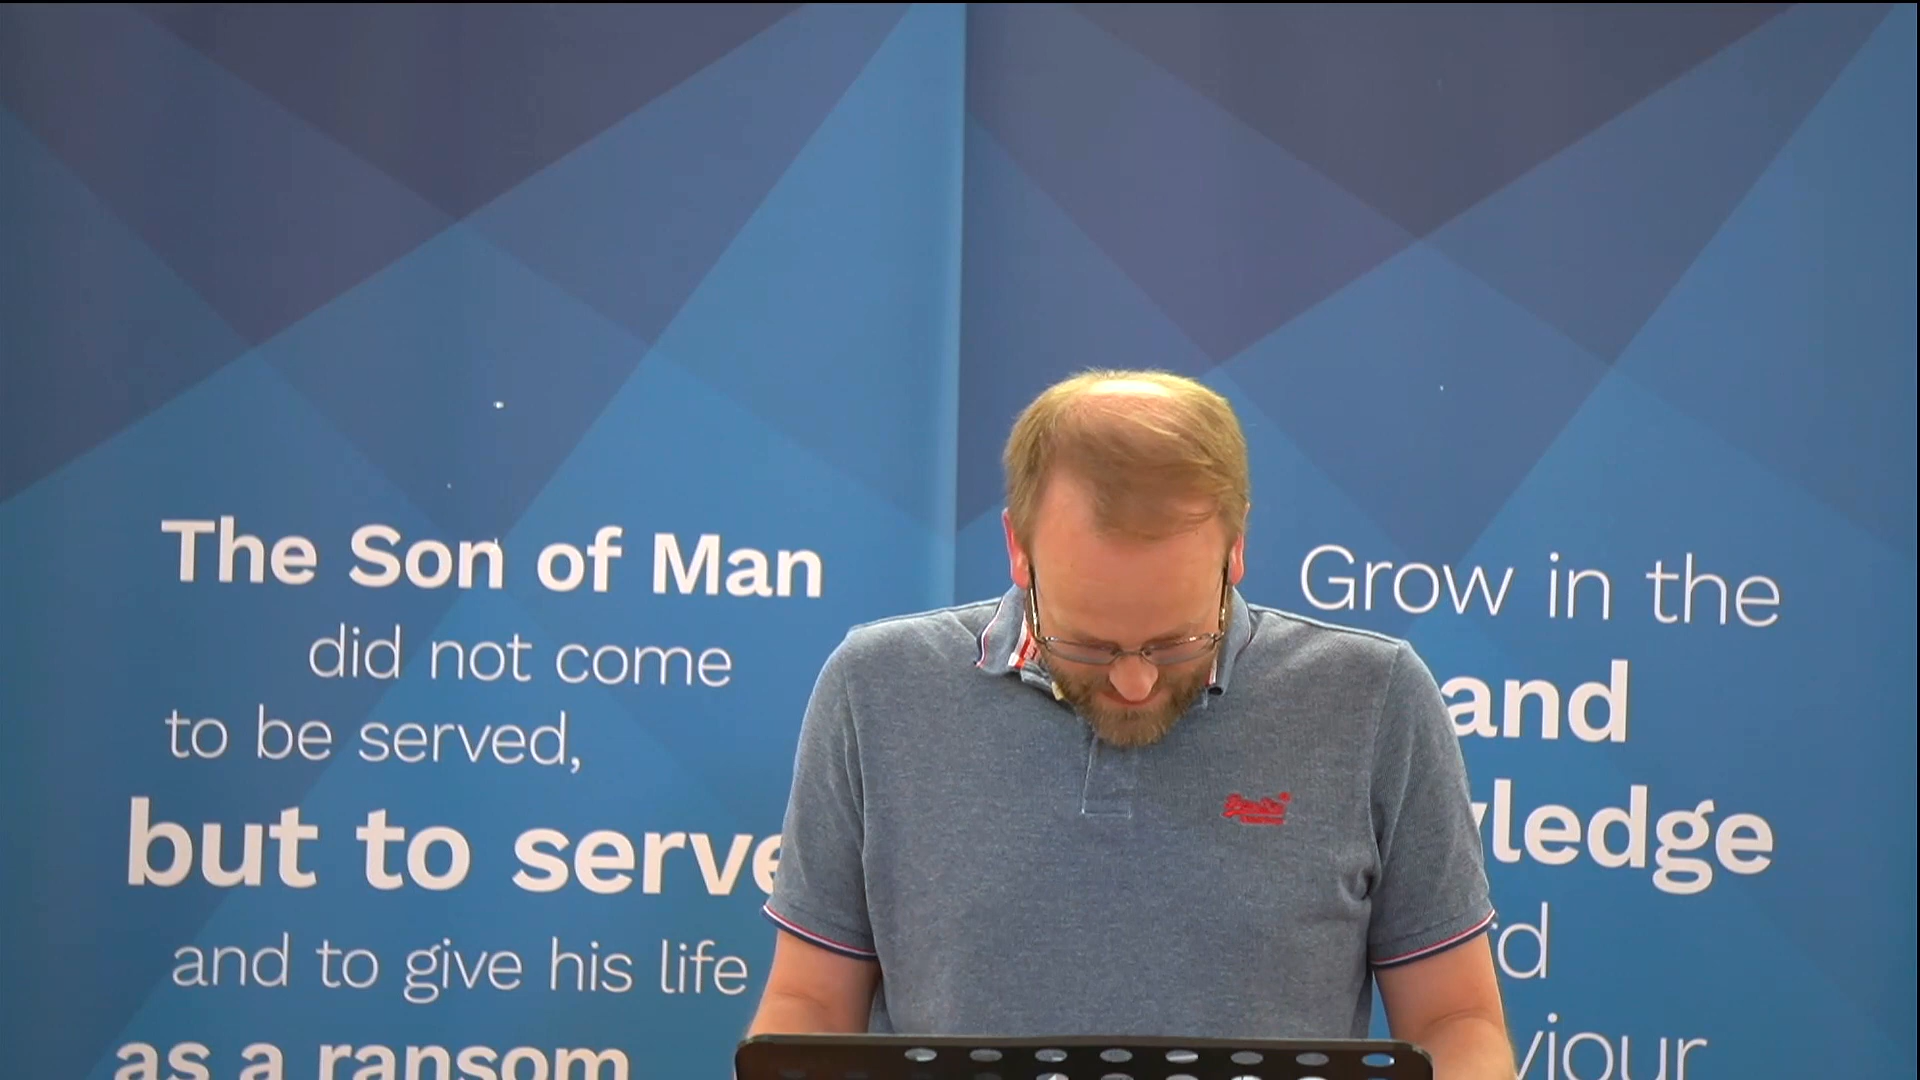 The Son of Man
did not come
to be served,
but to serve
and to give his life
as a ransom
Grow in the
and
ledge
viour